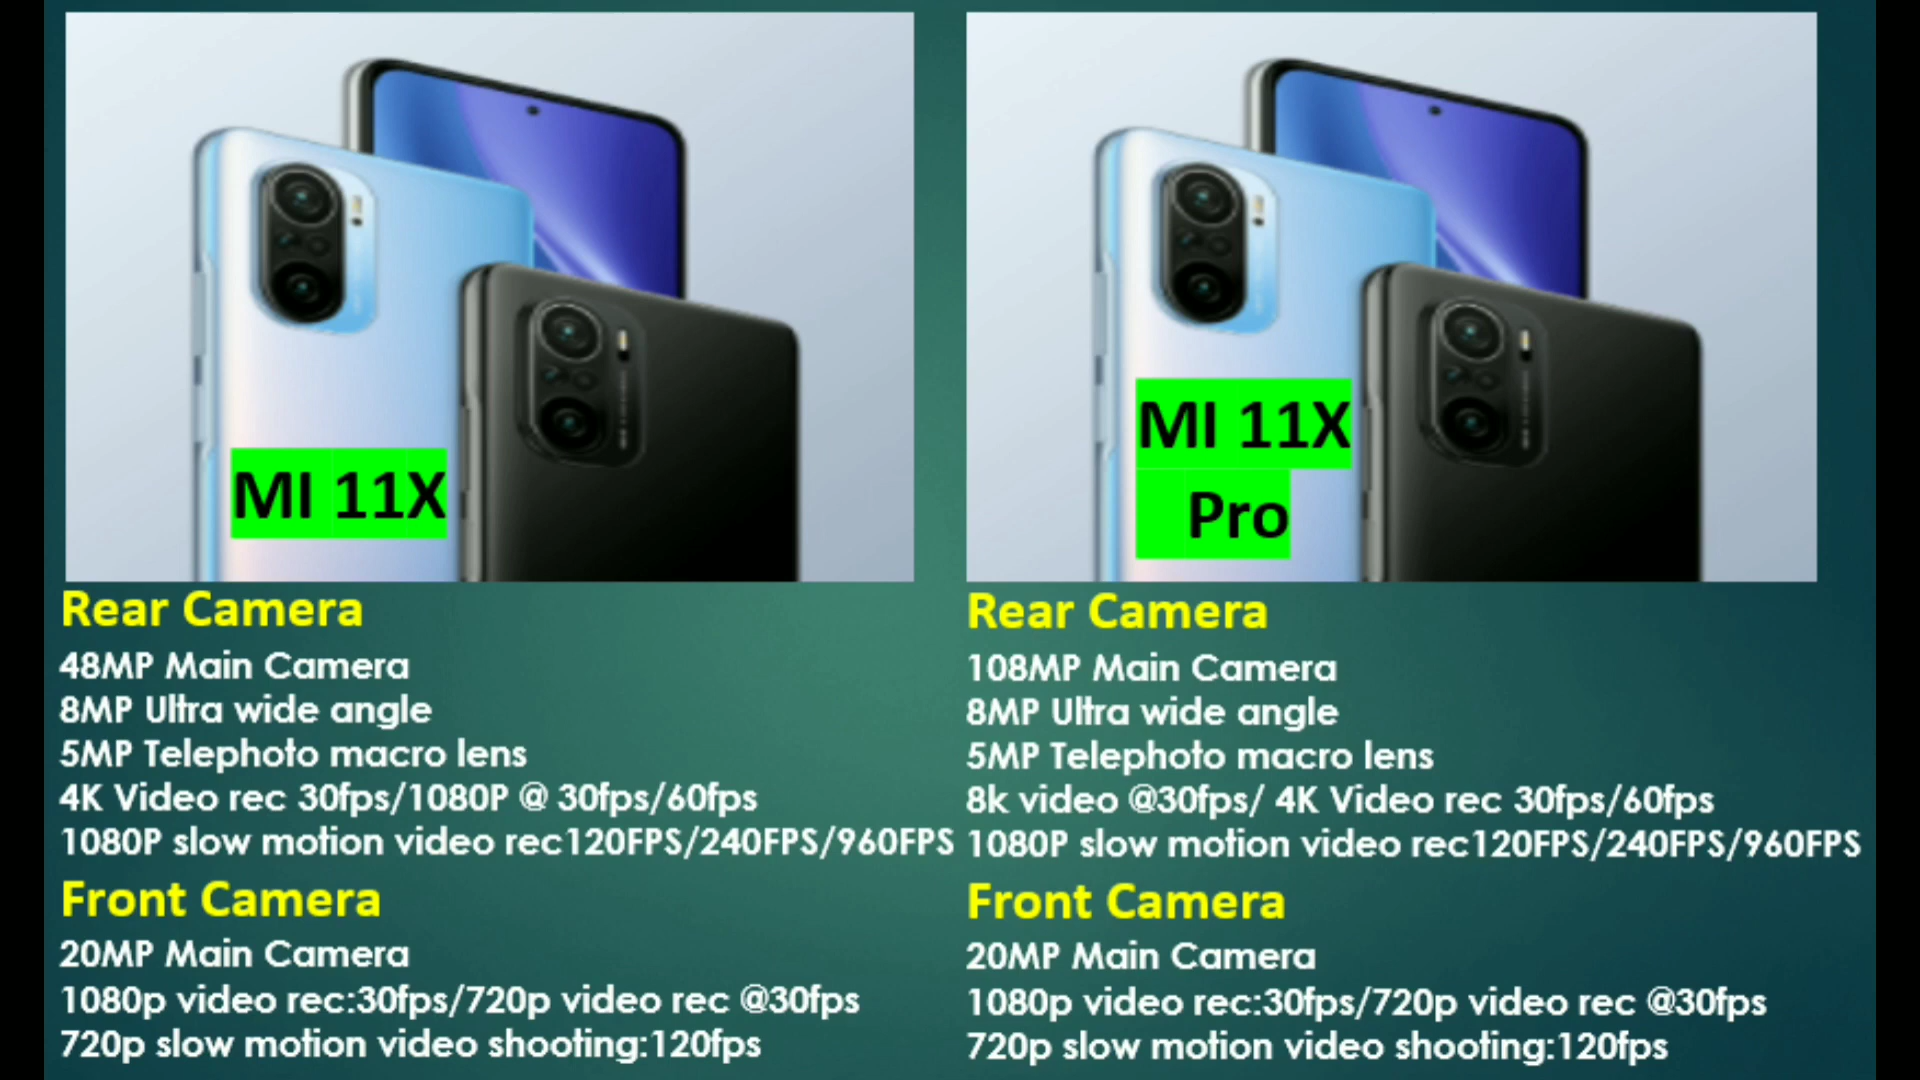 MI 11X
Rear Camera
48MP Main Camera
8MP Ultra wide angle
5MP Telephoto macro lens
4K Video rec 30fps/1080P @ 30fps/60fps
1080P slow motion video rec120FPS/240FPS/960FPS
Front Camera
20MP Main Camera
1080p video rec:30fps/720p video rec @30fps
720p slow motion video shooting:120fps
MI 11X
Pro
Rear Camera
108MP Main Camera
8MP Ultra wide angle
5MP Telephoto macro lens
8k video @30fps/ 4K Video rec 30fps/60fps
1080P slow motion video rec120FPS/240FPS/960FPS
Front Camera
20MP Main Camera
1080p video rec:30fps/720p video rec @30fps
720p slow motion video shooting:120fps